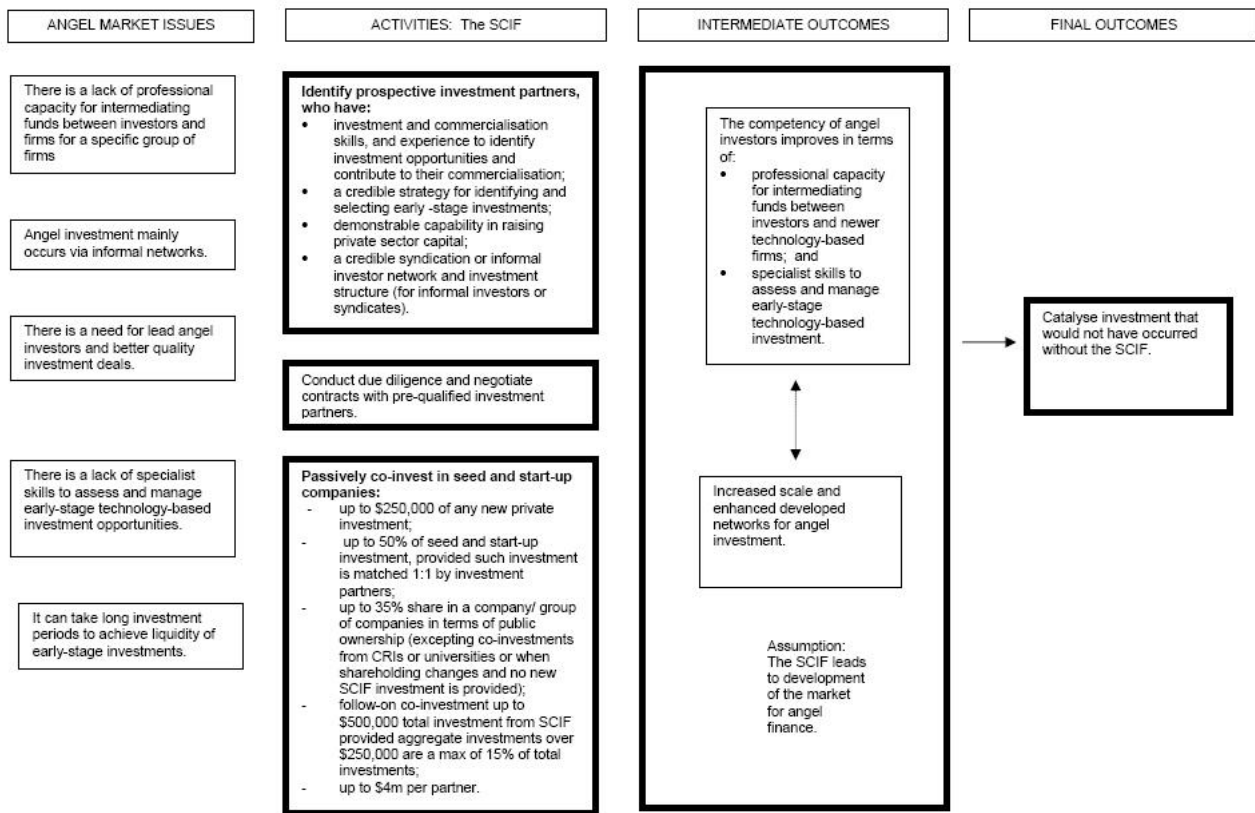 ANGEL MARKET ISSUES
There is a lack of professional
capacity for intermediating
funds between investors and
firms for a specific group of
firms
Angel investment mainly
occurs via informal networks.
There is a need for lead angel
investors and better quality
investment deals.
There is a lack of specialist
skills to assess and manage
early-stage technology-based
investment opportunities.
It can take long investment
periods to achieve liquidity of
early-stage investments.
ACTIVITIES: The SCIF
Identify prospective investment partners,
who have:
• investment and commercialisation
skills, and experience to identify
investment opportunities and
contribute to their commercialisation;
• a credible strategy for identifying and
selecting early -stage investments;
• demonstrable capability in raising
private sector capital;
• a credible syndication or informal
investor network and investment
structure (for informal investors or
syndicates).
Conduct due diligence and negotiate
contracts with pre-qualified investment
partners.
Passively co-invest in seed and start-up
companies:
- up to $250,000 of any new private
investment;
- up to 50% of seed and start-up
investment, provided such investment
is matched 1:1 by investment
partners;
- up to 35% share in a company/ group
of companies in terms of public
ownership (excepting co-investments
from CRIs or universities or when
shareholding changes and no new
SCIF investment is provided);
- follow-on co-investment up to
$500,000 total investment from SCIF
provided aggregate investments over
$250,000 are a max of 15% of total
investments;
- up to $4m per partner.
INTERMEDIATE OUTCOMES
The competency of angel
investors improves in terms
of:
• professional capacity
for intermediating
funds between
investors and newer
technology-based
firms; and
• specialist skills to
assess and manage
early-stage
technology-based
investment.
Increased scale and
enhanced developed
networks for angel
investment.
Assumption:
The SCIF leads
to development
of the market
for angel
finance.
FINAL OUTCOMES
Catalyse investment that
would not have occurred
without the SCIF.